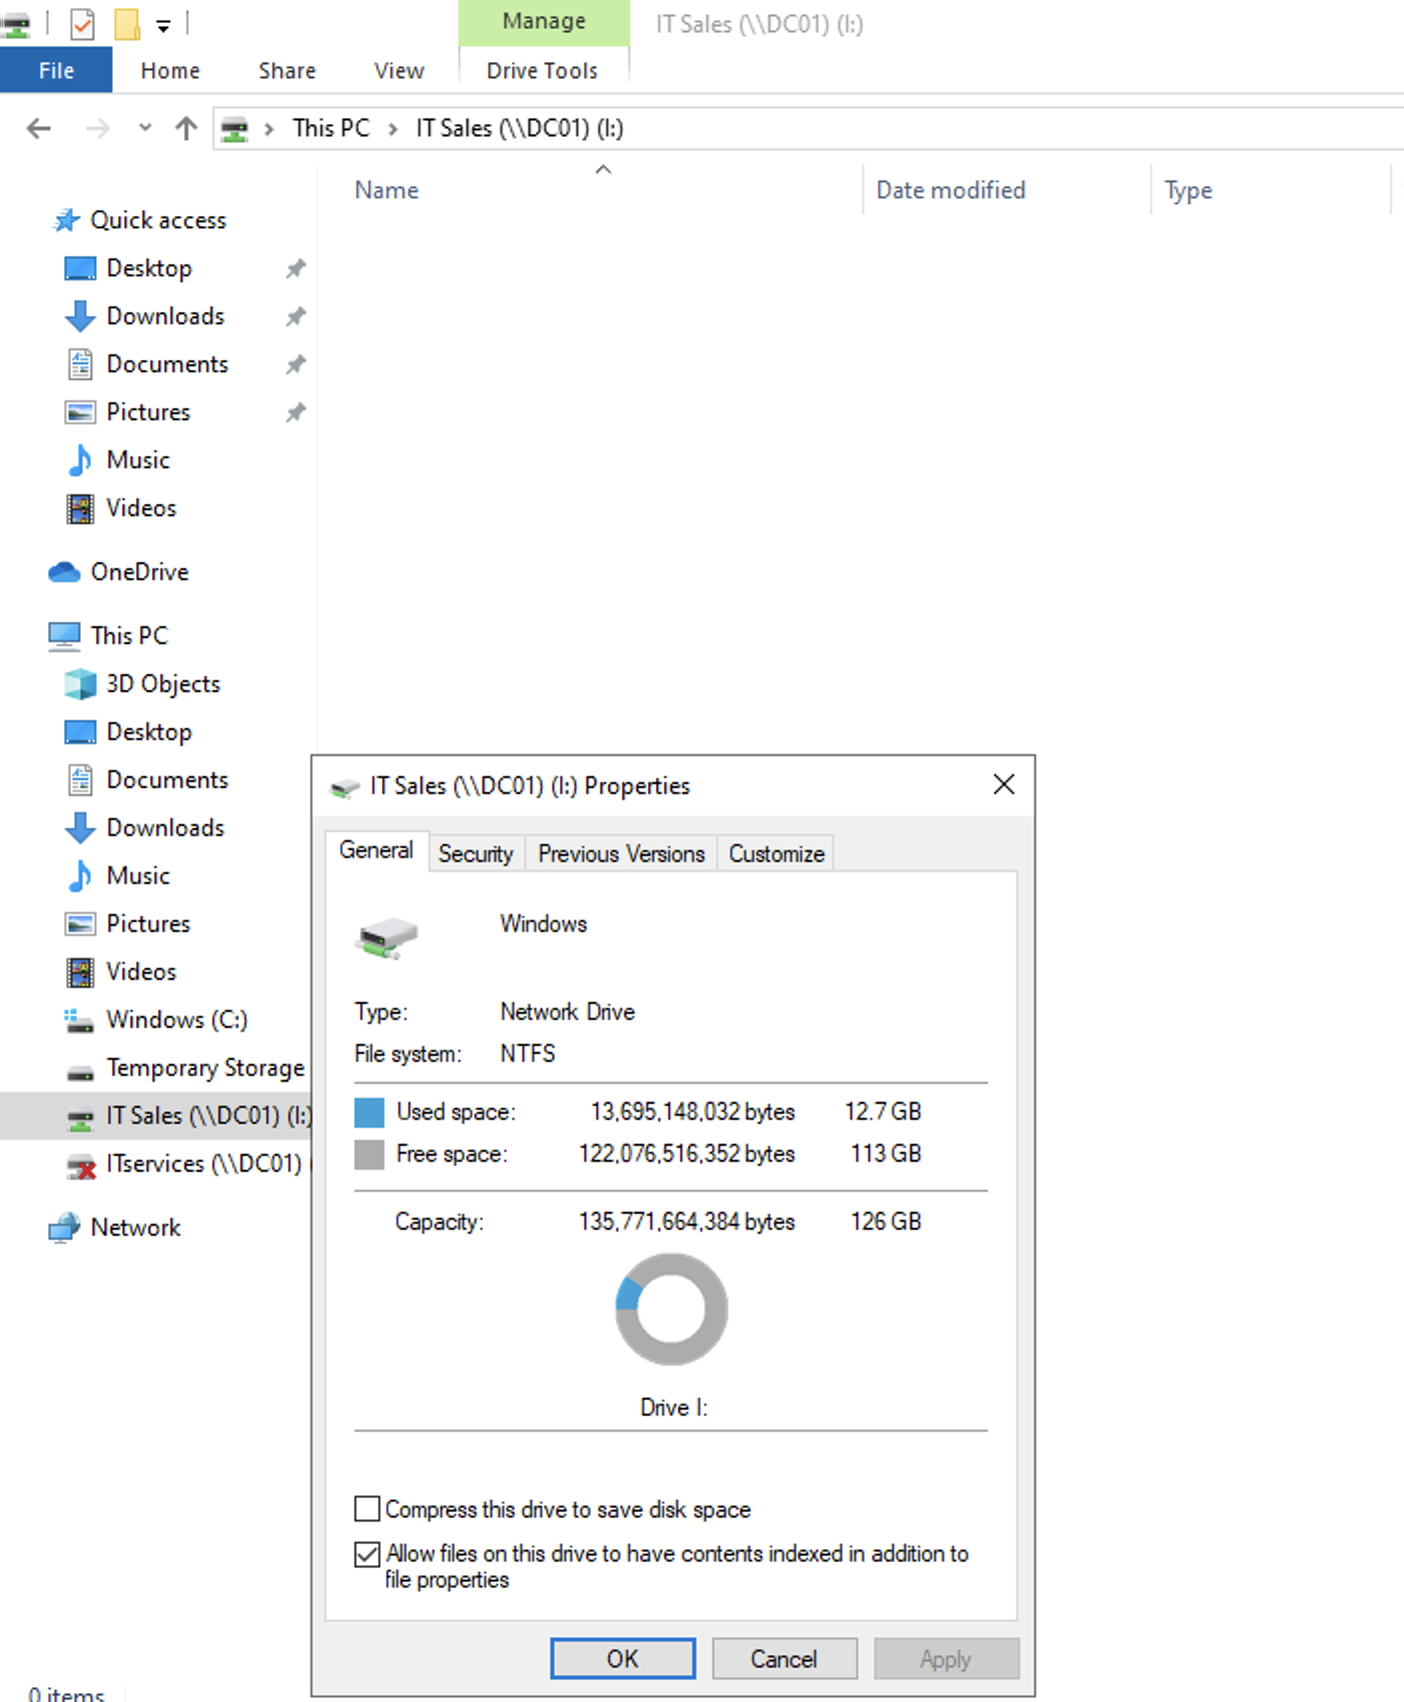 Manage
IT Sales (\\DC01) (I:)
File
Home
Share
View
Drive Tools
This PC
IT Sales (\\DC01) (I:)
Name
Date modified
Type
Quick access
Desktop
Downloads
Documents
Pictures
Music
Videos
OneDrive
This PC
3D Objects
Desktop
Documents
Downloads
Music
Pictures
Videos
Windows (C:)
Temporary Storage
IT Sales (\\DC01) (I:)
ITservices (\\DC01) (
Network
0 items
IT Sales (\\DC01) (I:) Properties
General
Security
Previous Versions
Customize
Windows
Type: Network Drive
File system: NTFS
Used space: 13,695,148,032 bytes 12.7 GB
Free space: 122,076,516,352 bytes 113 GB
Capacity: 135,771,664,384 bytes 126 GB
Drive I:
Compress this drive to save disk space
Allow files on this drive to have contents indexed in addition to
file properties
OK
Cancel
Apply